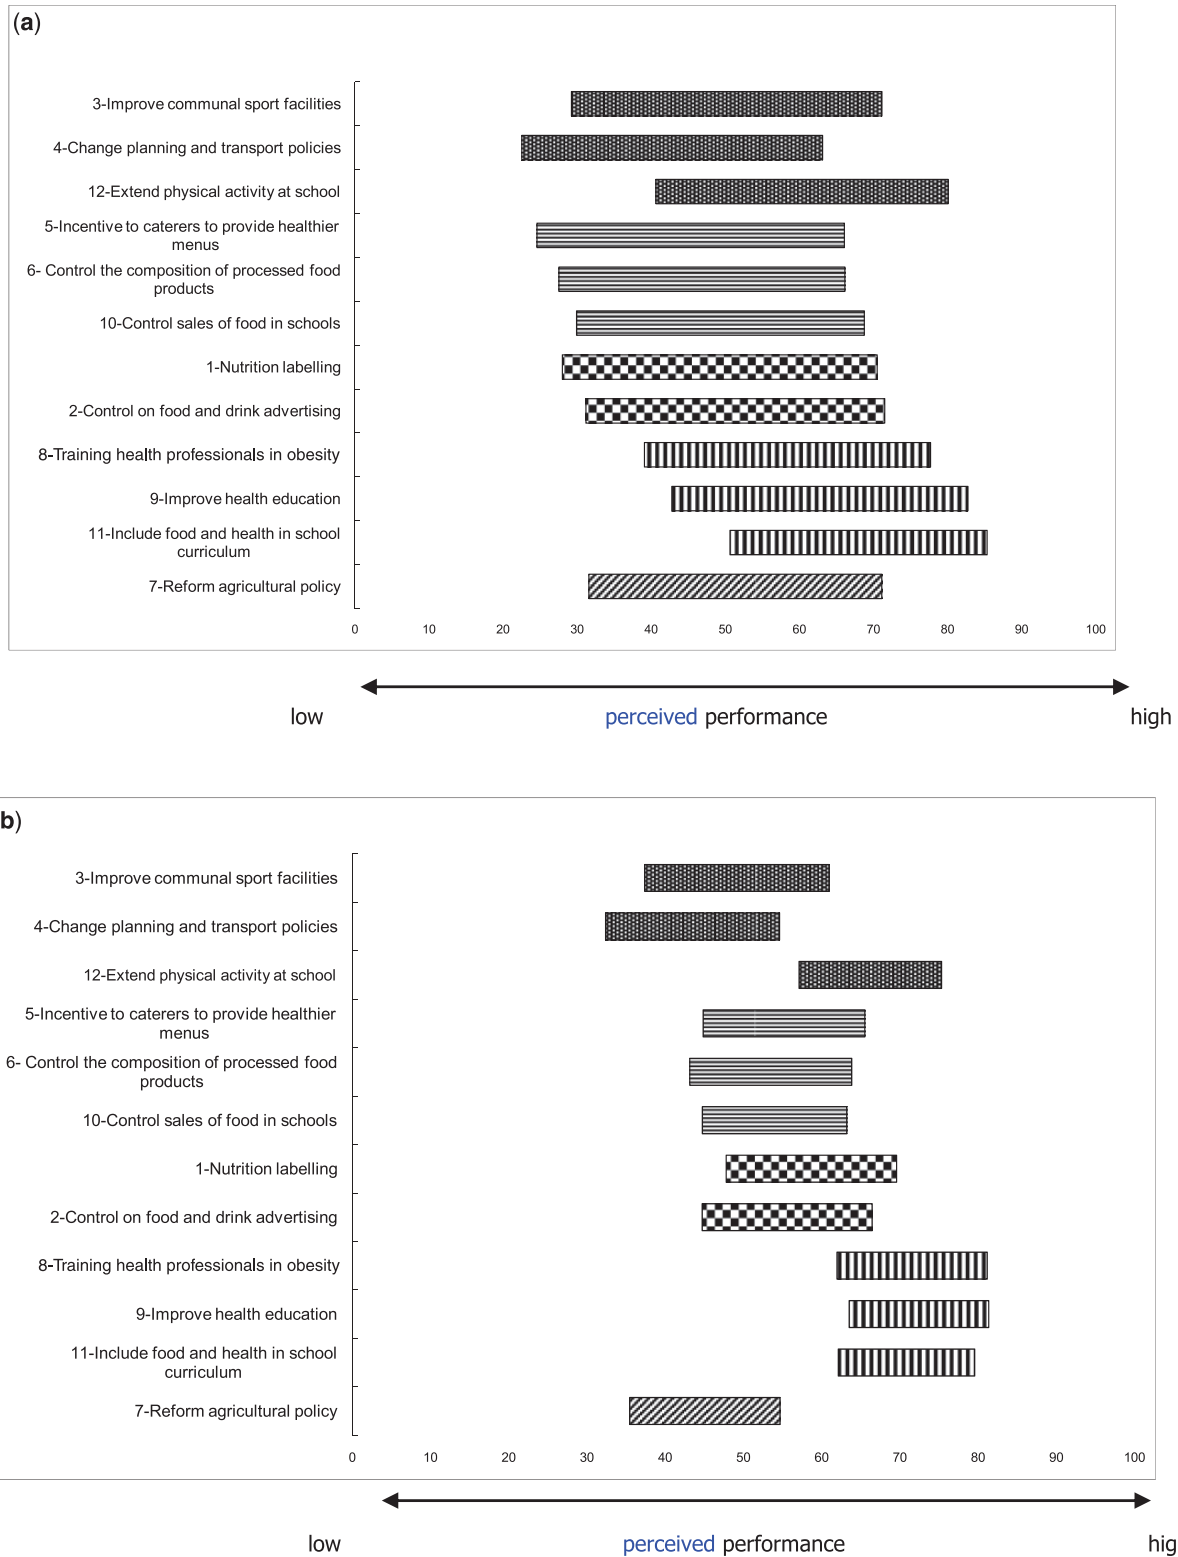 (a)
3-Improve communal sport facilities
4-Change planning and transport policies
12-Extend physical activity at school
5-Incentive to caterers to provide healthier
menus
6- Control the composition of processed food
products
10-Control sales of food in schools
1-Nutrition labelling
2-Control on food and drink advertising
8-Training health professionals in obesity
9-Improve health education
11-Include food and health in school
curriculum
7-Reform agricultural policy
0 10 20 30 40 50 60 70 80 90 100
low perceived performance high
b)
3-Improve communal sport facilities
4-Change planning and transport policies
12-Extend physical activity at school
5-Incentive to caterers to provide healthier
menus
6- Control the composition of processed food
products
10-Control sales of food in schools
1-Nutrition labelling
2-Control on food and drink advertising
8-Training health professionals in obesity
9-Improve health education
11-Include food and health in school
curriculum
7-Reform agricultural policy
0 10 20 30 40 50 60 70 80 90 100
low perceived performance hig